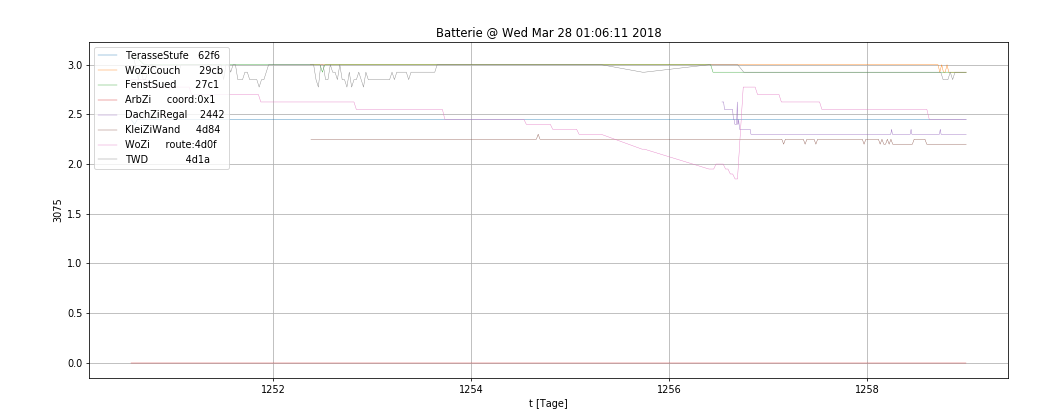 Batterie @ Wed Mar 28 01:06:11 2018
TerasseStufe 62f6
WoZiCouch 29cb
FenstSued 27c1
ArbZi coord:0x1
DachZiRegal 2442
KleiZiWand 4d84
WoZi route:4d0f
TWD 4d1a
3.0
2.5
2.0
1.5
1.0
0.5
0.0
3075
1252 1254 1256 1258
t [Tage]